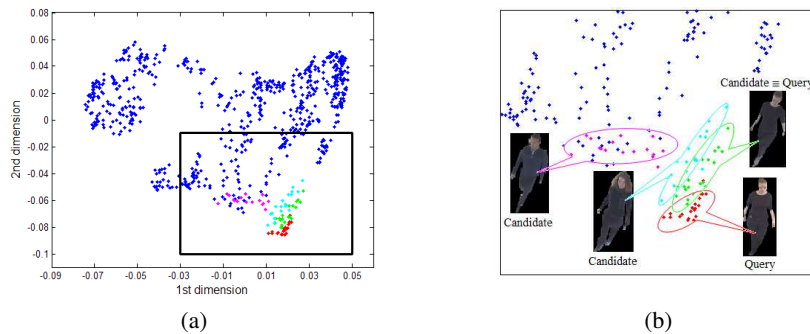 0.08
0.06
0.04
0.02
0
-0.02
-0.04
-0.06
-0.08
-0.1
2nd dimension
-0.09 -0.07 -0.05 -0.03 -0.01 0.01 0.03 0.05
1st dimension
(a)
Candidate ≡ Query
Candidate
Candidate
Query
(b)